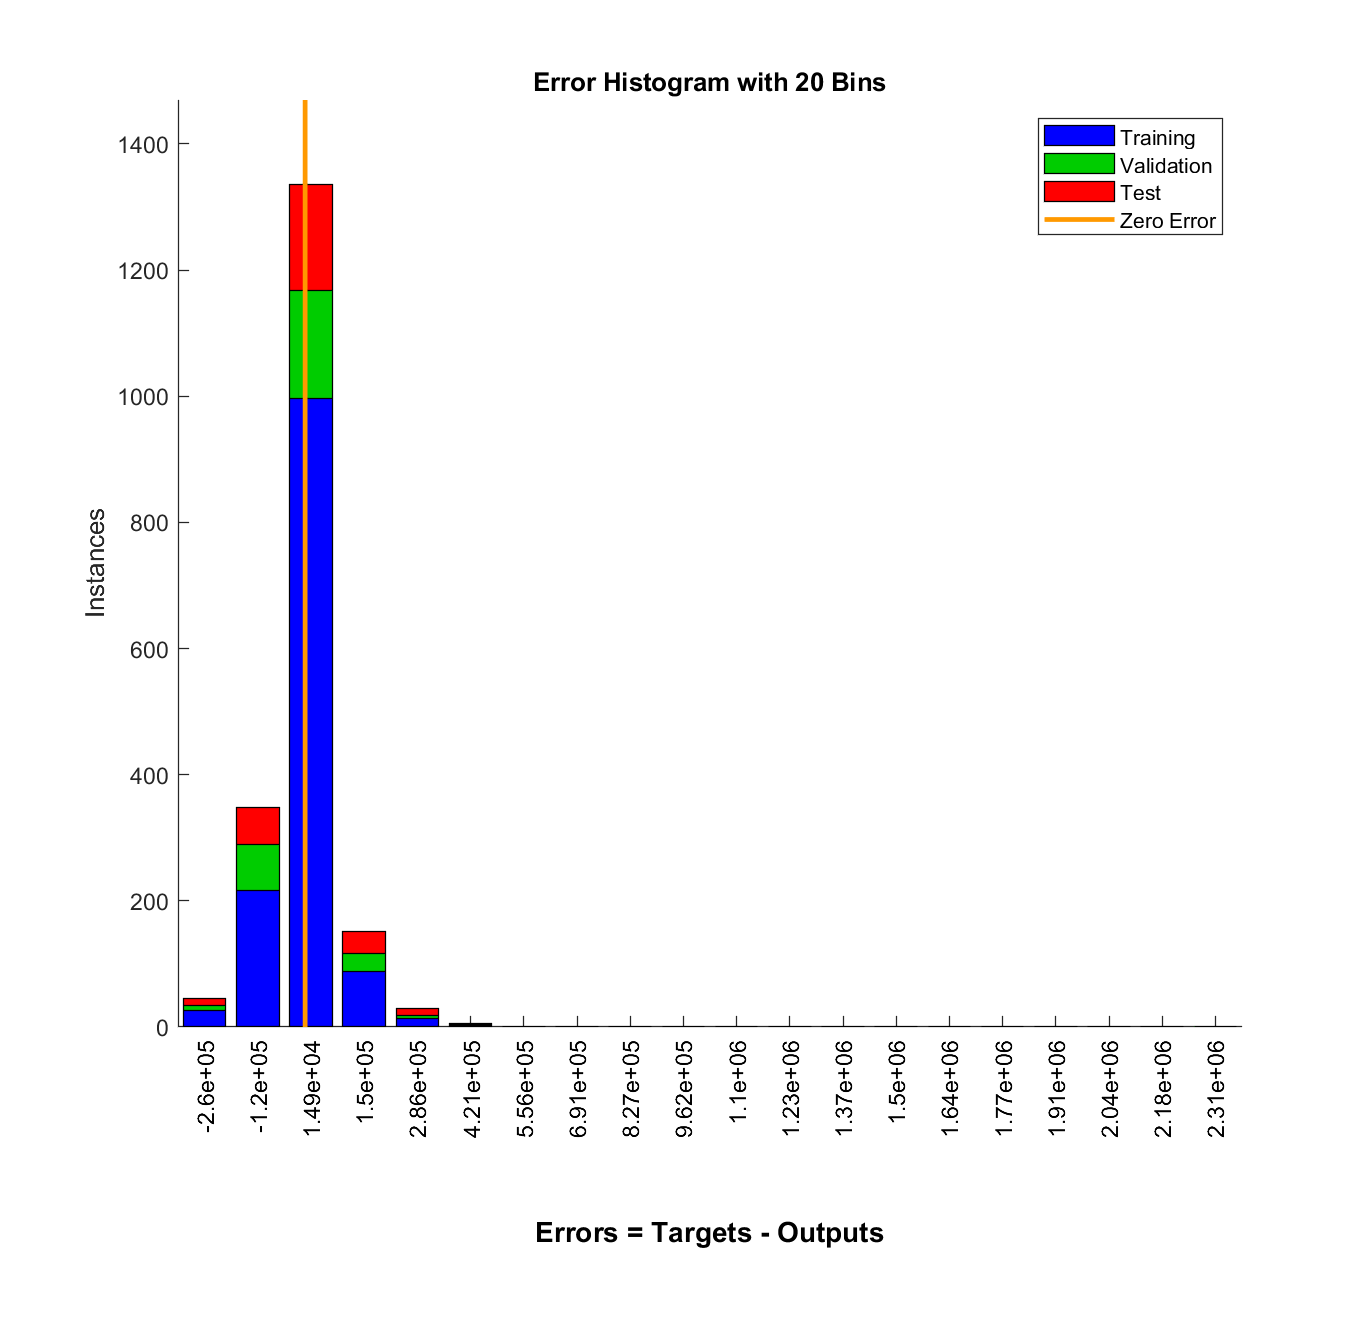 Error Histogram with 20 Bins
Training
Validation
Test
Zero Error
Instances
1400
1200
1000
800
600
400
200
0
-2.6e+05
-1.2e+05
1.49e+04
1.5e+05
2.86e+05
4.21e+05
5.56e+05
6.91e+05
8.27e+05
9.62e+05
1.1e+06
1.23e+06
1.37e+06
1.5e+06
1.64e+06
1.77e+06
1.91e+06
2.04e+06
2.18e+06
2.31e+06
Errors = Targets - Outputs